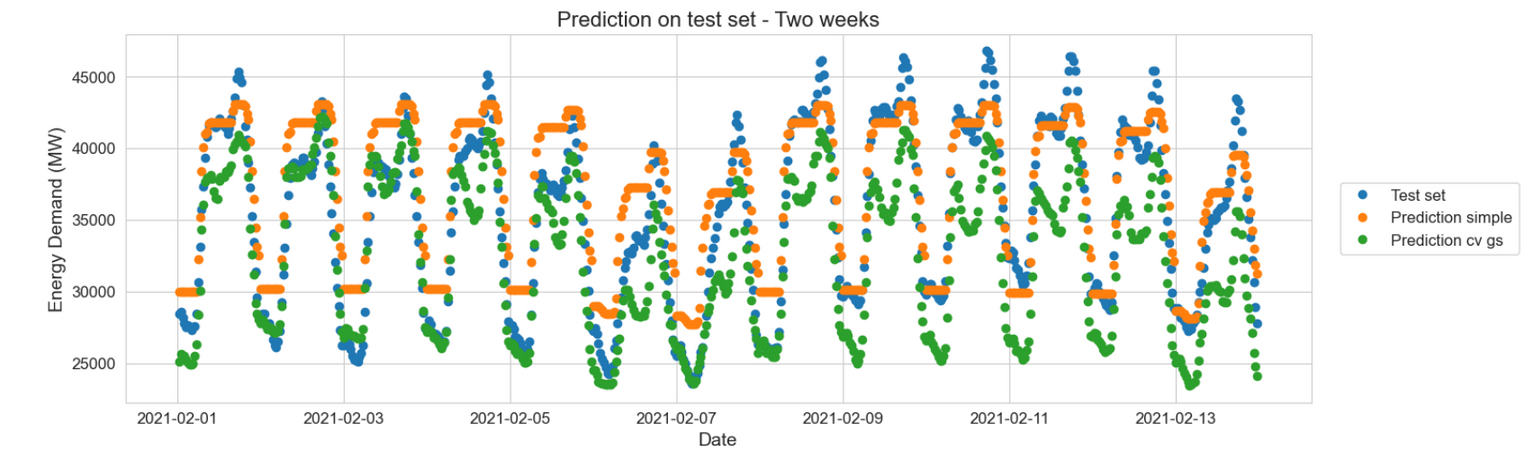 Prediction on test set - Two weeks
Energy Demand (MW)
45000
40000
35000
30000
25000
2021-02-01
2021-02-03
2021-02-05
2021-02-07
2021-02-09
2021-02-11
2021-02-13
Date
Test set
Prediction simple
Prediction cv gs